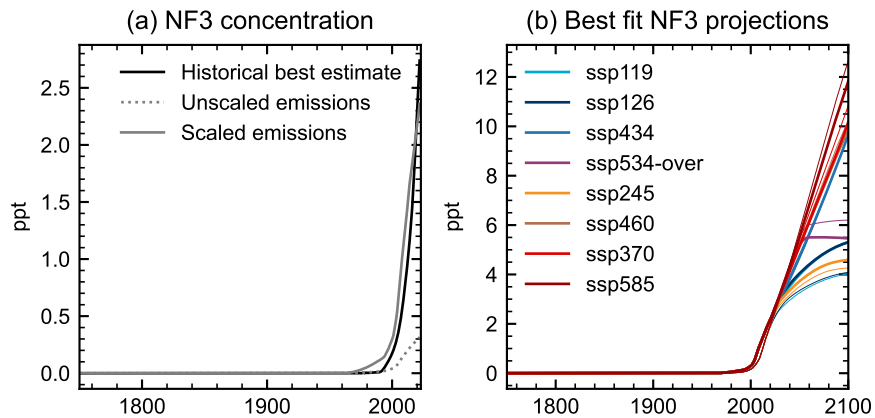 (a) NF3 concentration
(b) Best fit NF3 projections
ppt
2.5
2.0
1.5
1.0
0.5
0.0
Historical best estimate
Unscaled emissions
Scaled emissions
1800
1900
2000
ppt
12
10
8
6
4
2
0
ssp119
ssp126
ssp434
ssp534-over
ssp245
ssp460
ssp370
ssp585
1800
1900
2000
2100